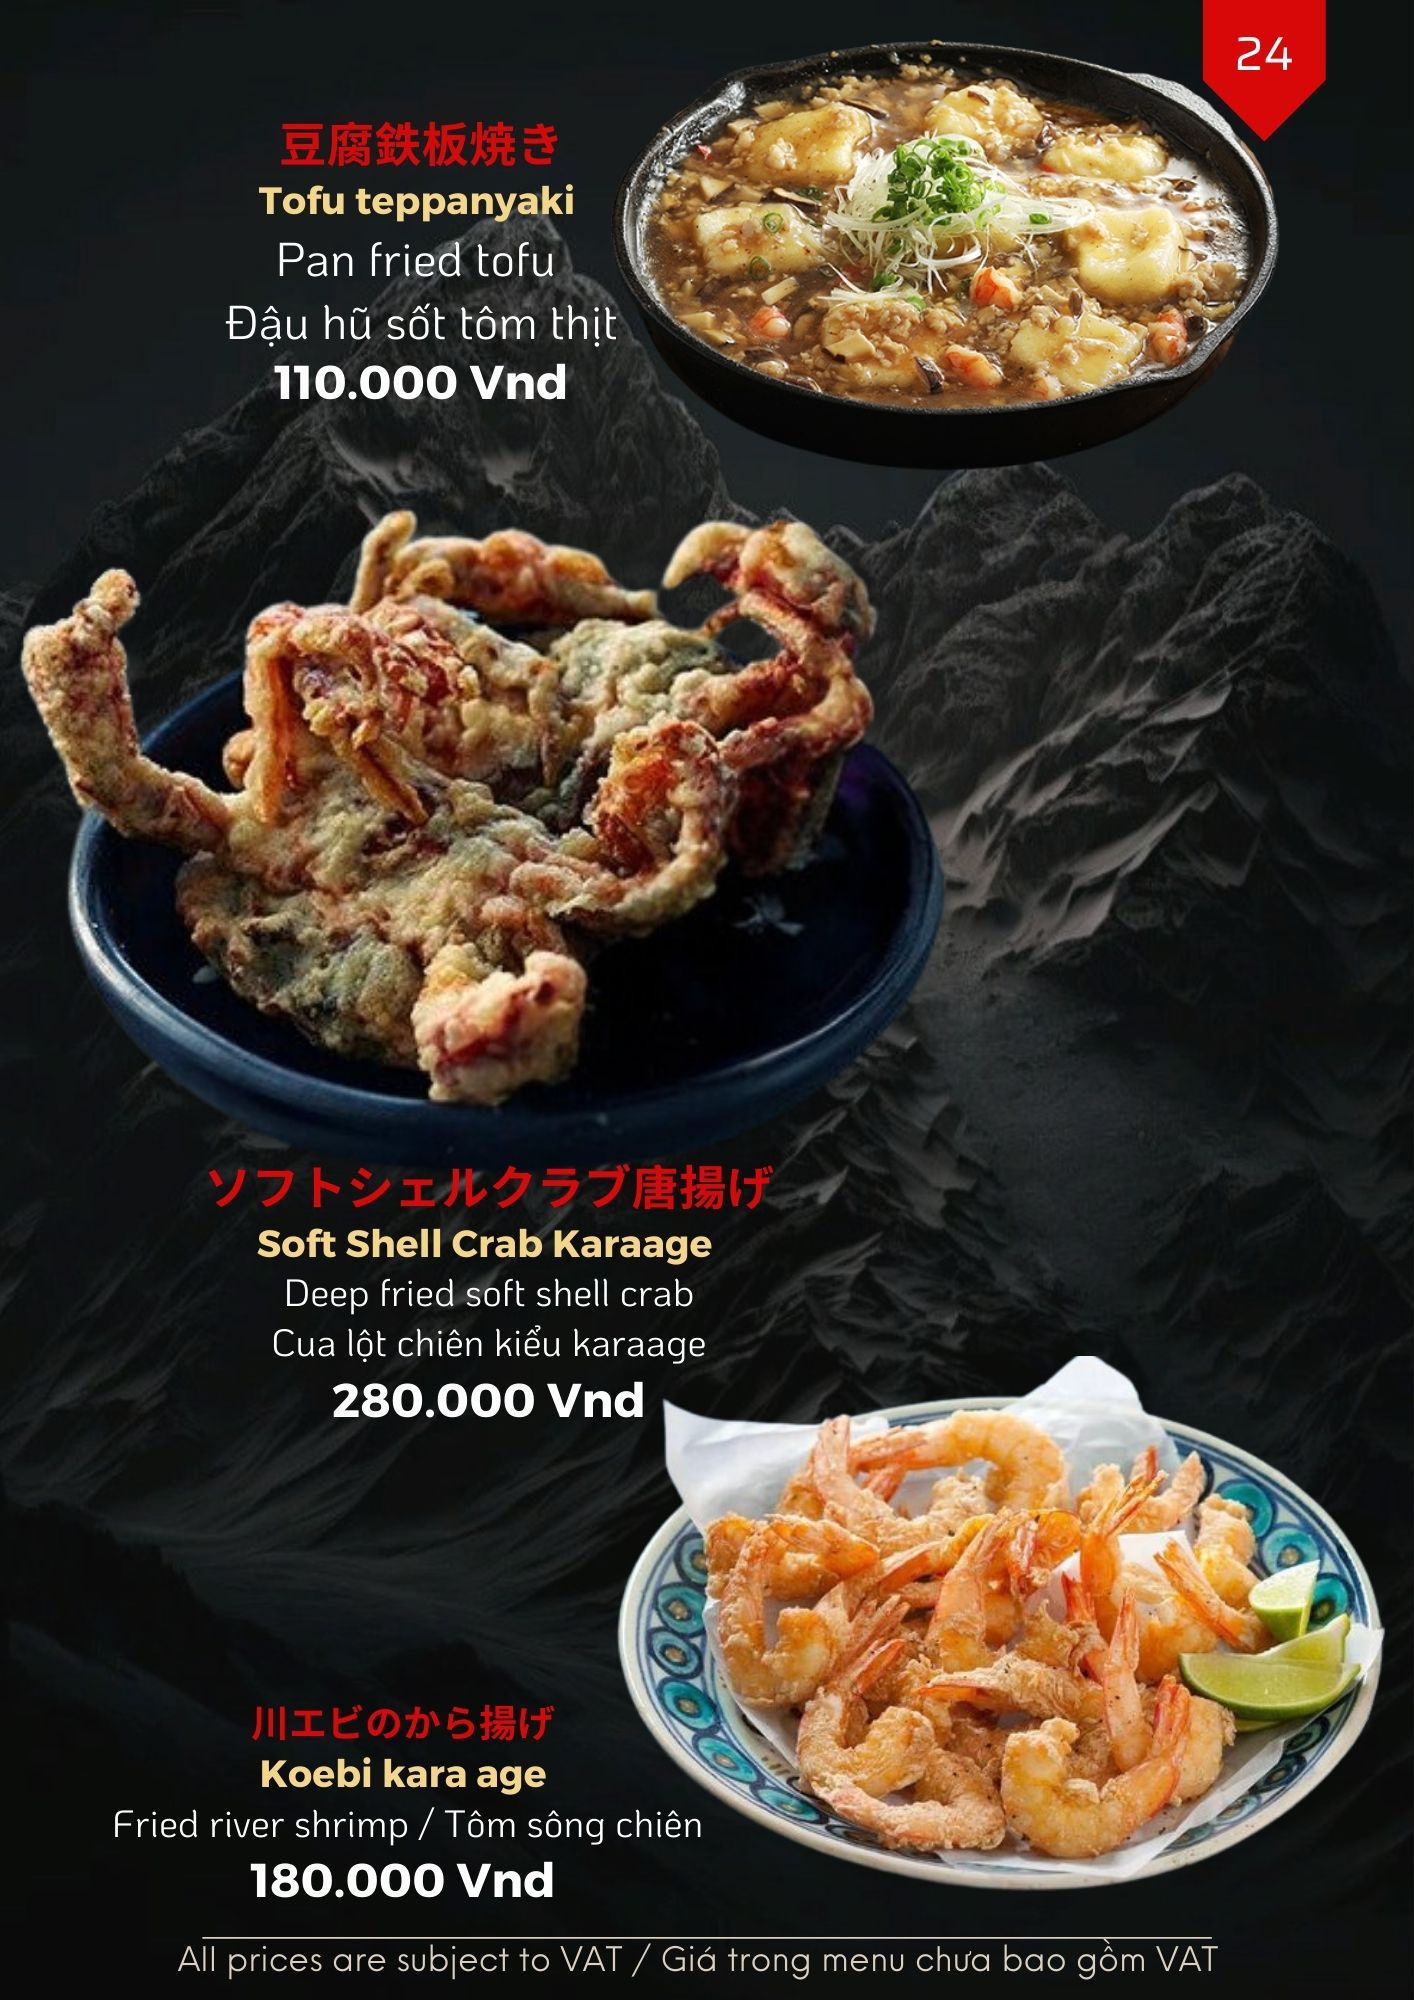 24
豆腐鉄板焼き
Tofu teppanyaki
Pan fried tofu
Đậu hũ sốt tôm thịt
110.000 Vnd
ソフトシェルクラブ唐揚げ
Soft Shell Crab Karaage
Deep fried soft shell crab
Cua lột chiên kiểu karaage
280.000 Vnd
川エビのから揚げ
Koebi kara age
Fried river shrimp / Tôm sông chiên
180.000 Vnd
All prices are subject to VAT / Giá trong menu chưa bao gồm VAT